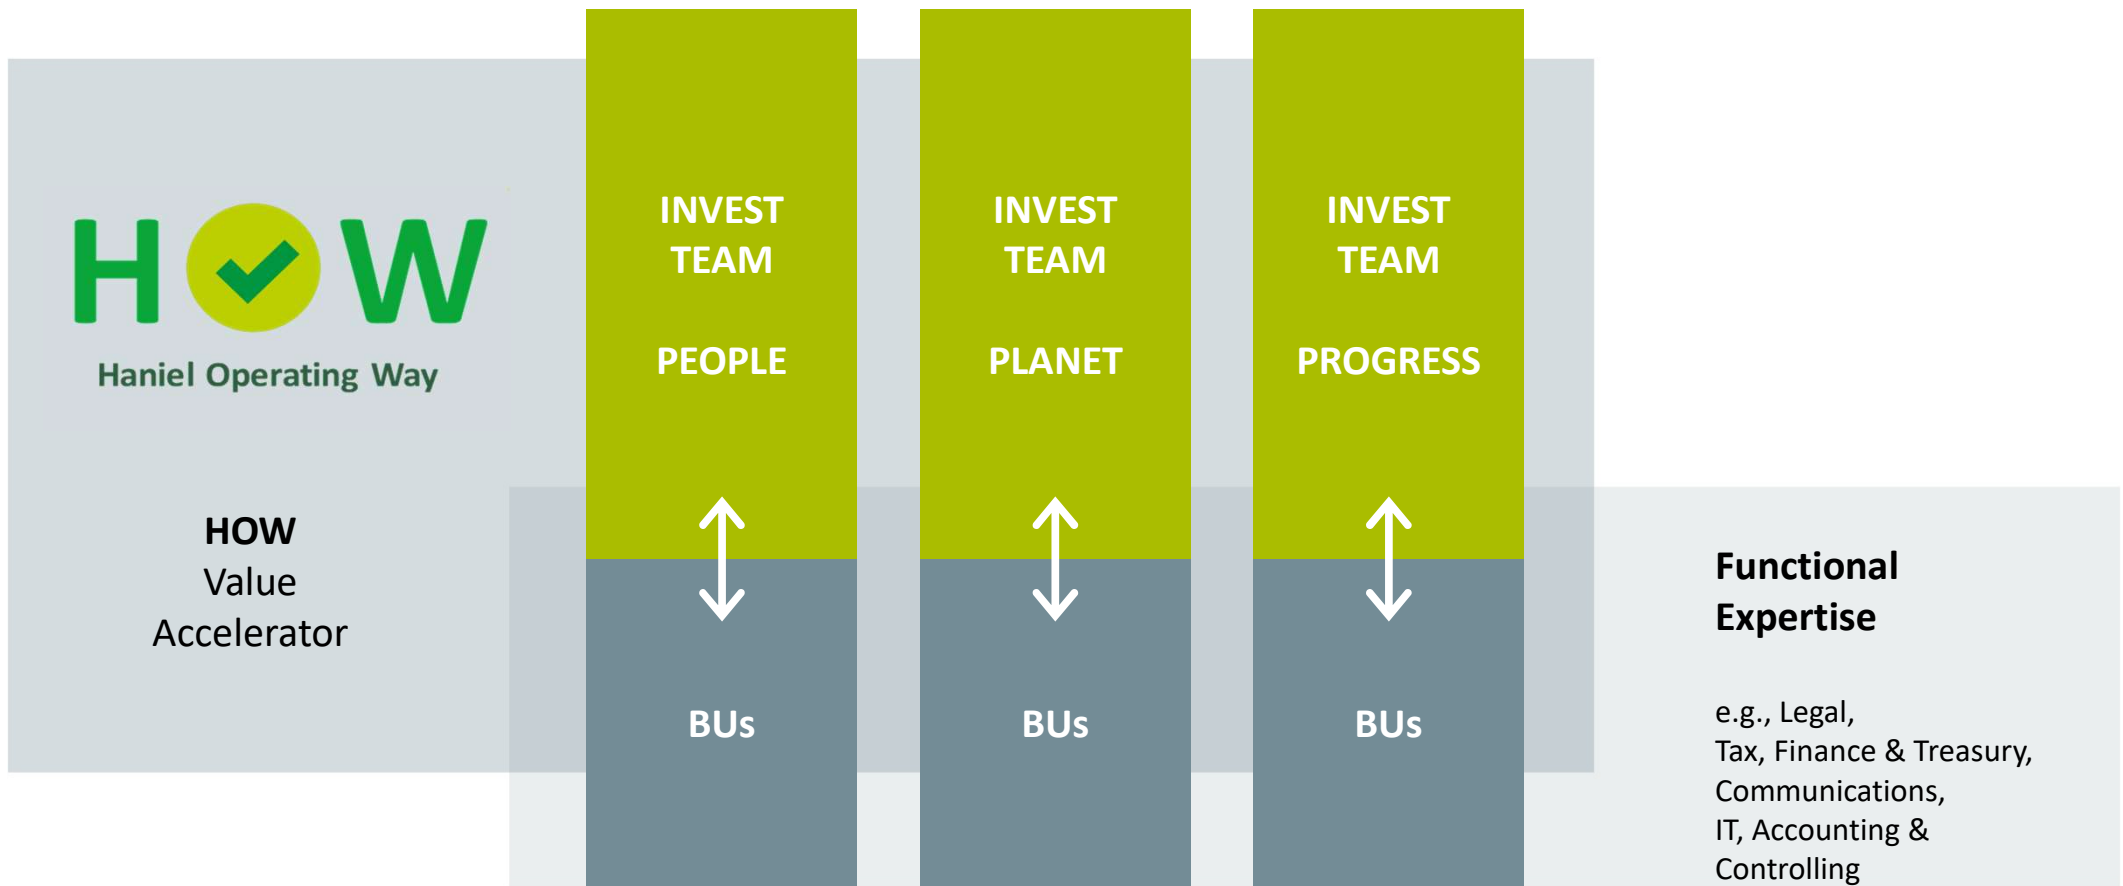 H✓W
Haniel Operating Way
HOW
Value
Accelerator
INVEST
TEAM
PEOPLE
BUs
INVEST
TEAM
PLANET
BUs
INVEST
TEAM
PROGRESS
BUs
Functional
Expertise
e.g., Legal,
Tax, Finance & Treasury,
Communications,
IT, Accounting &
Controlling